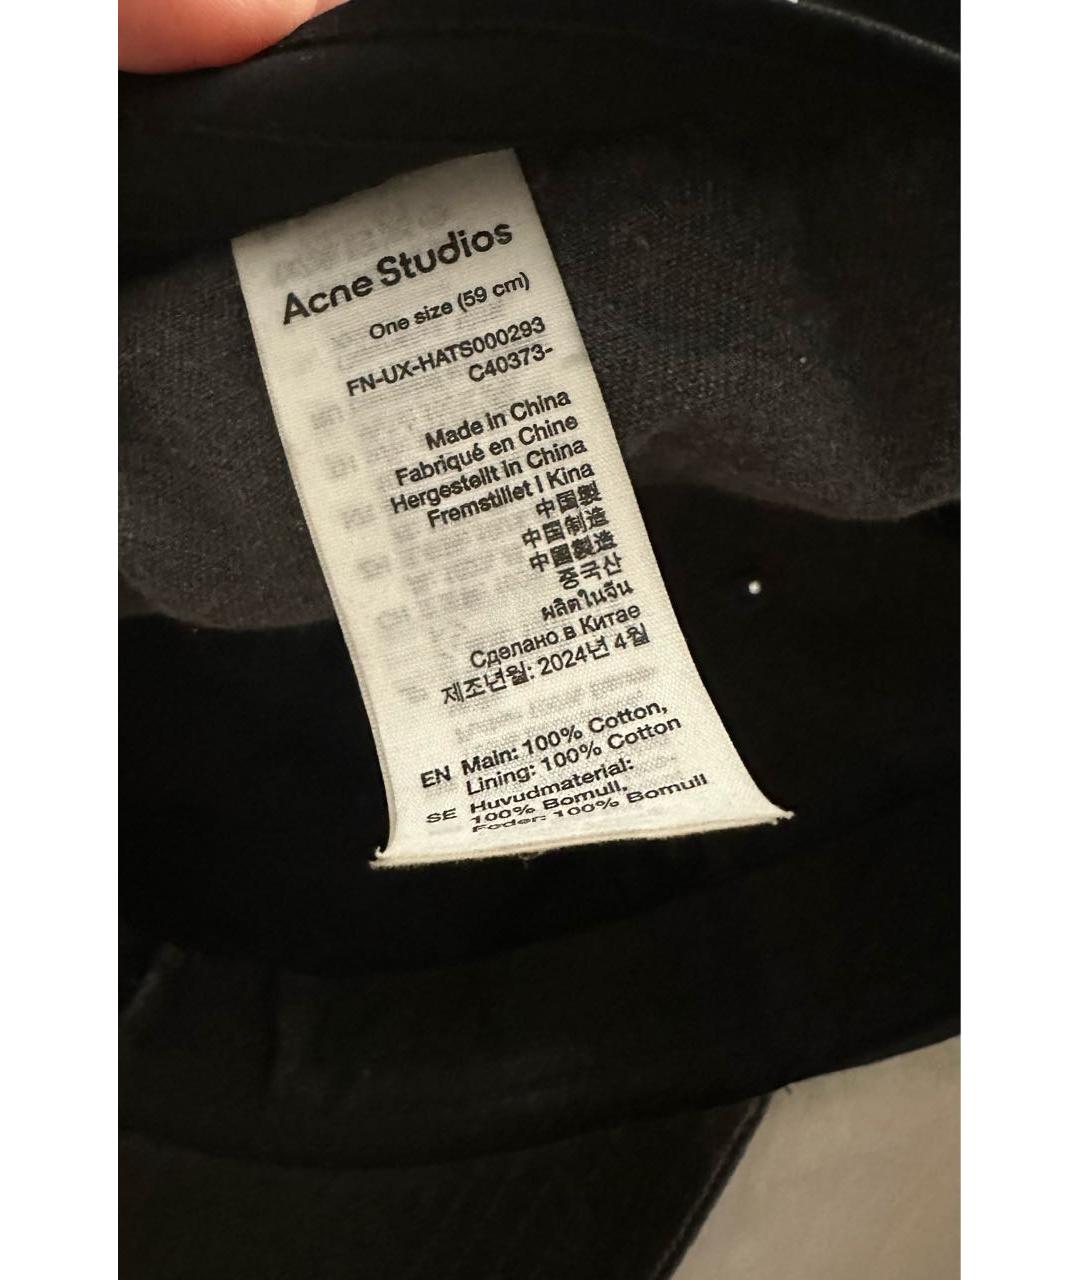 Acne Studios
One size (59 cm)
FN-UX-HATS000293
C40373-
Made in China
Fabriqué en Chine
Hergestellt in China
Fremstillet I Kina
中国製
中国制造
中國製造
중국산
ผลิตในจีน
Сделано в Китае
제조년월: 2024년 4월
EN Main: 100% Cotton,
Lining: 100% Cotton
SE Huvudmaterial:
100% Bomull,
Foder: 100% Bomull